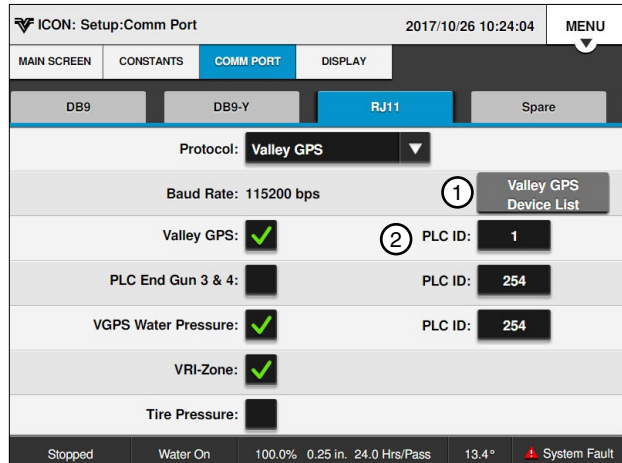 ICON: Setup:Comm Port 2017/10/26 10:24:04 MENU
MAIN SCREEN CONSTANTS COMM PORT DISPLAY
DB9 DB9-Y RJ11 Spare
Protocol: Valley GPS
Baud Rate: 115200 bps 1 Valley GPS
Device List
Valley GPS: 2 PLC ID: 1
PLC End Gun 3 & 4: PLC ID: 254
VGPS Water Pressure: PLC ID: 254
VRI-Zone:
Tire Pressure:
Stopped Water On 100.0% 0.25 in. 24.0 Hrs/Pass 13.4° System Fault